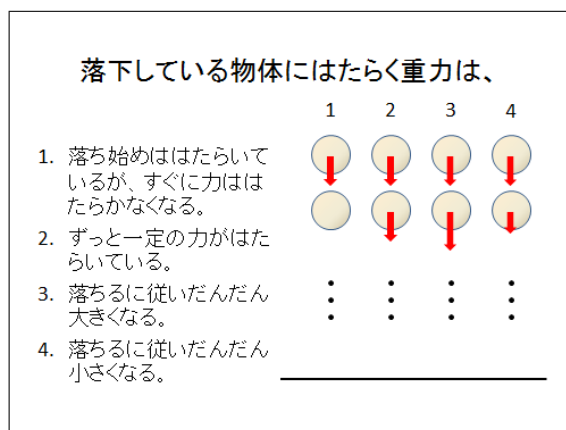 落下している物体にはたらく重力は、
1 2 3 4
1. 落ち始めははたらいて
いるが、すぐに力はは
たらかなくなる。
2. ずっと一定の力がはた
らいている。
3. 落ちるに従いだんだん
大きくなる。
4. 落ちるに従いだんだん
小さくなる。